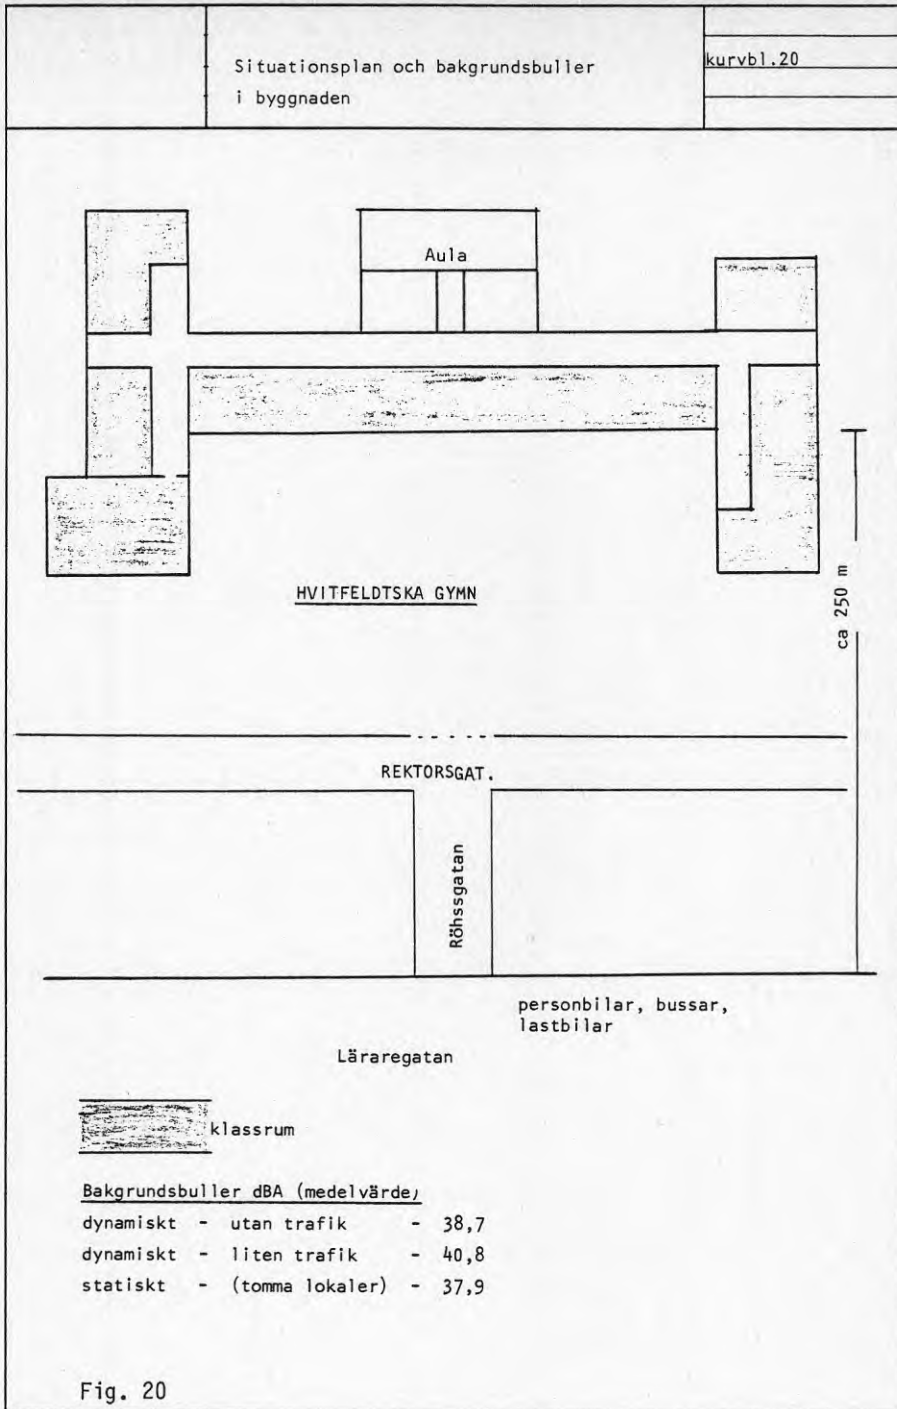 Situationsplan och bakgrundsbuller
i byggnaden
kurvbl.20
Aula
HVITFELDTSKA GYMN
ca 250 m
REKTORSGAT.
Röhssgatan
personbilar, bussar,
lastbilar
Läraregatan
klassrum
Bakgrundsbuller dBA (medelvärde)
dynamiskt - utan trafik - 38,7
dynamiskt - liten trafik - 40,8
statiskt - (tomma lokaler) - 37,9
Fig. 20